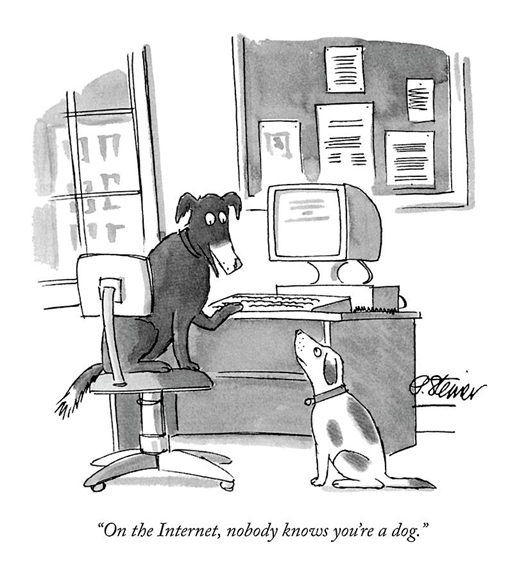 P. Steiner
“On the Internet, nobody knows you’re a dog.”